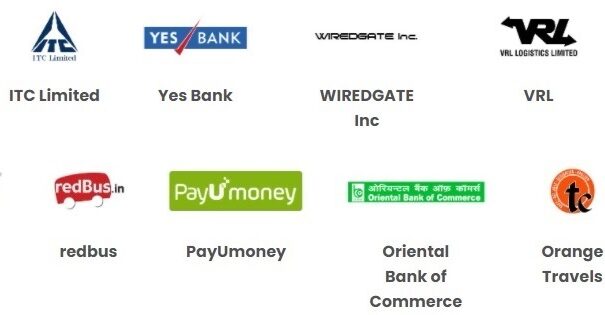 ITC
ITC Limited
YES BANK
WIREDGATE Inc.
VRL
VRL LOGISTICS LIMITED
ITC Limited
Yes Bank
WIREDGATE
Inc
VRL
redBus.in
PayUmoney
ओरियन्टल बैंक ऑफ़ कॉमर्स
Oriental Bank of Commerce
tc
redbus
PayUmoney
Oriental
Bank of
Commerce
Orange
Travels